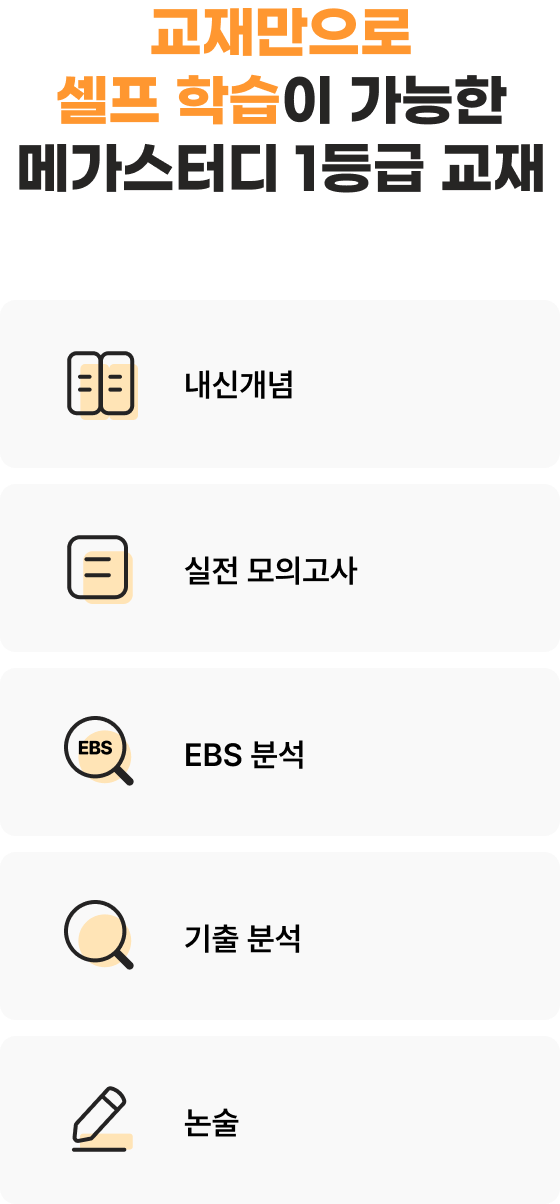 교재만으로
셀프 학습이 가능한
메가스터디 1등급 교재
내신개념
실전 모의고사
EBS
EBS 분석
기출 분석
논술